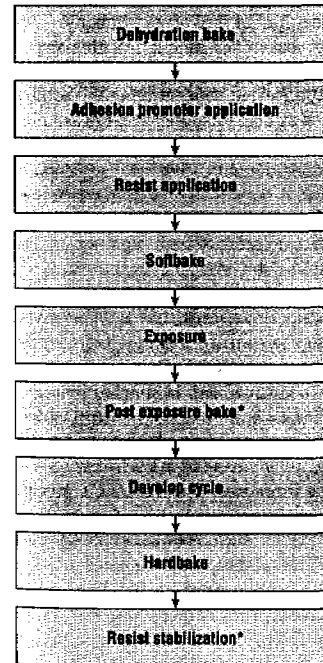 Dehydration bake
Adhesion promoter application
Resist application
Softbake
Exposure
Post exposure bake*
Develop cycle
Hardbake
Resist stabilization*